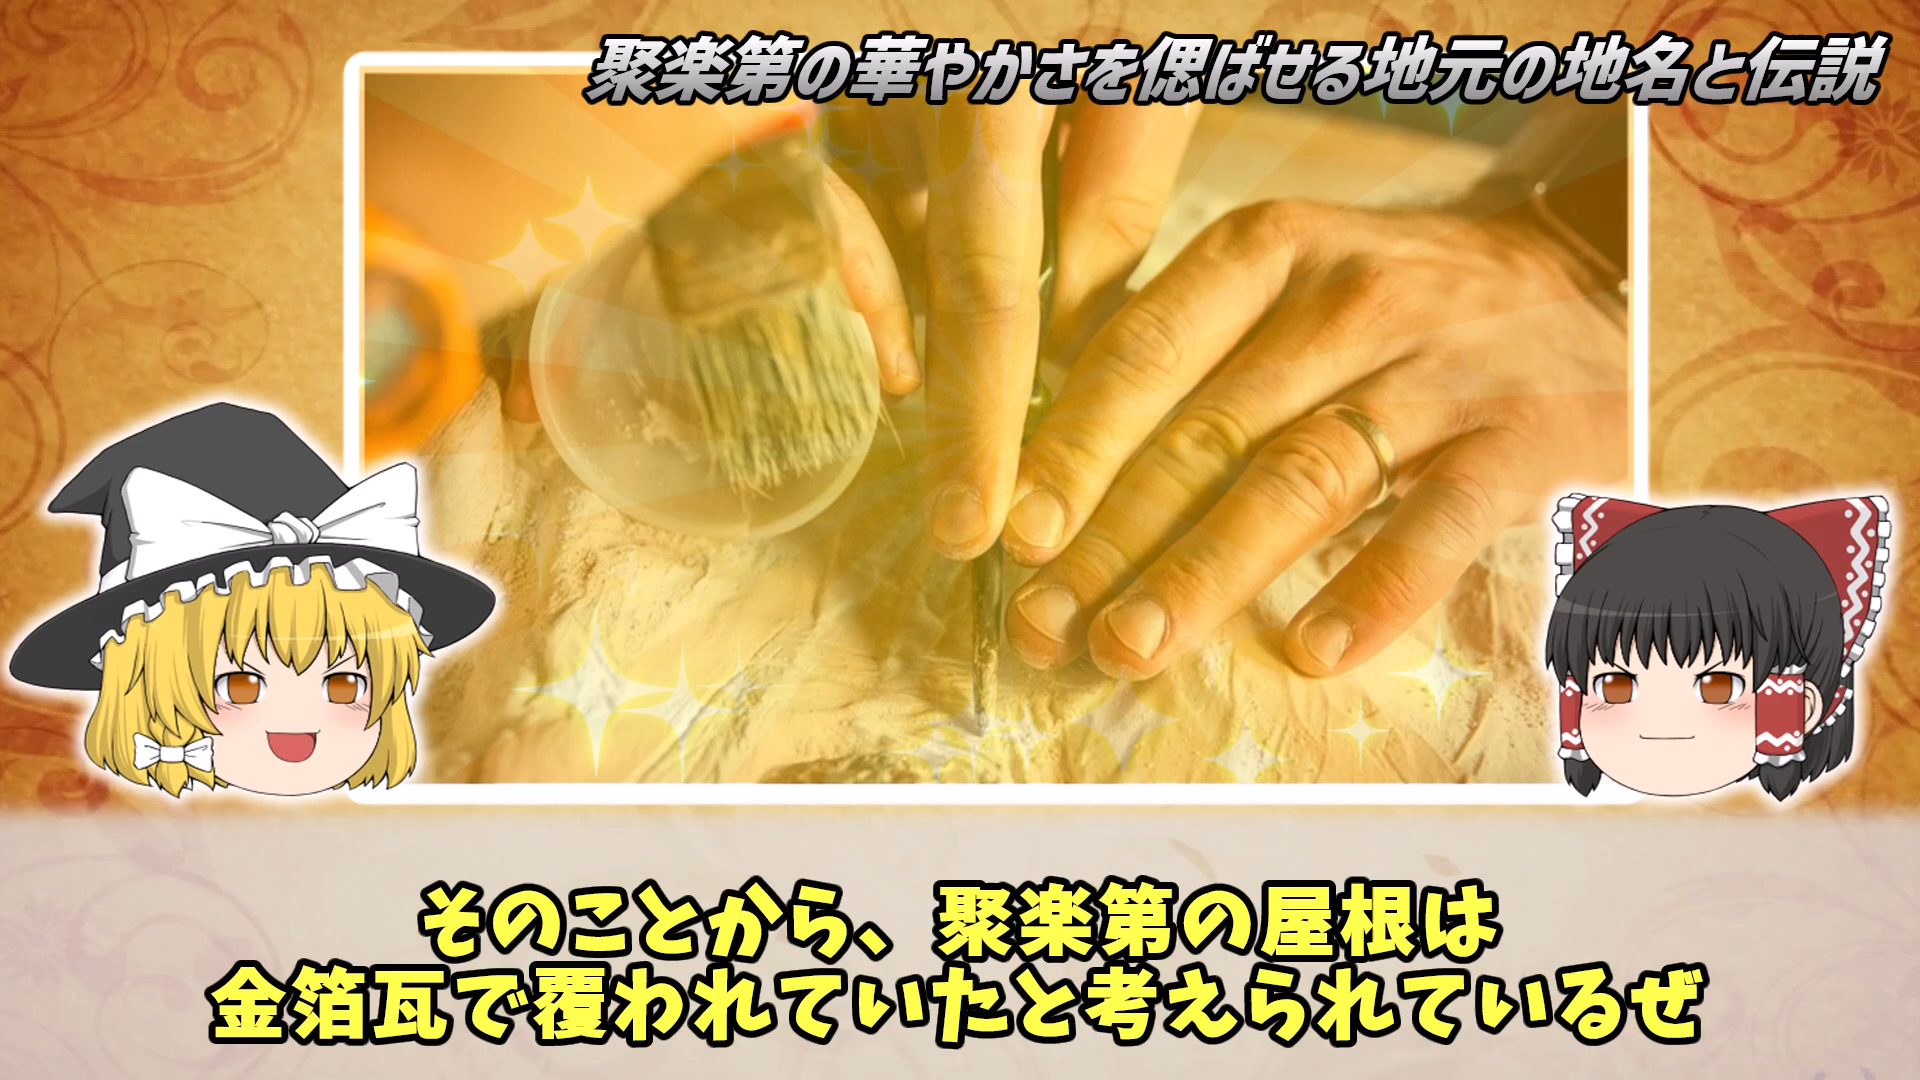 聚楽第の華やかさを偲ばせる地元の地名と伝説
そのことから、聚楽第の屋根は
金箔瓦で覆われていたと考えられているぜ